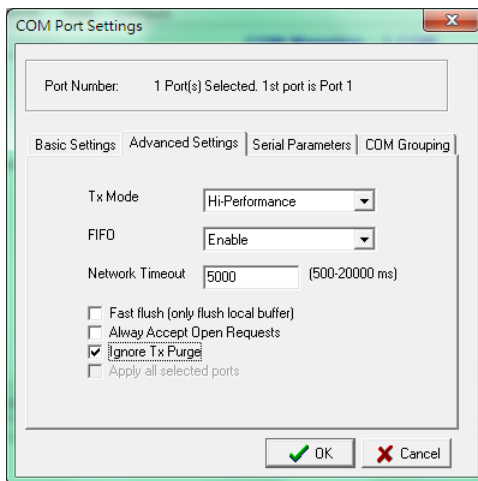 COM Port Settings
Port Number: 1 Port(s) Selected. 1st port is Port 1
Basic Settings Advanced Settings Serial Parameters COM Grouping
Tx Mode Hi-Performance
FIFO Enable
Network Timeout 5000 (500-20000 ms)
Fast flush (only flush local buffer)
Alway Accept Open Requests
Ignore Tx Purge
Apply all selected ports
OK Cancel